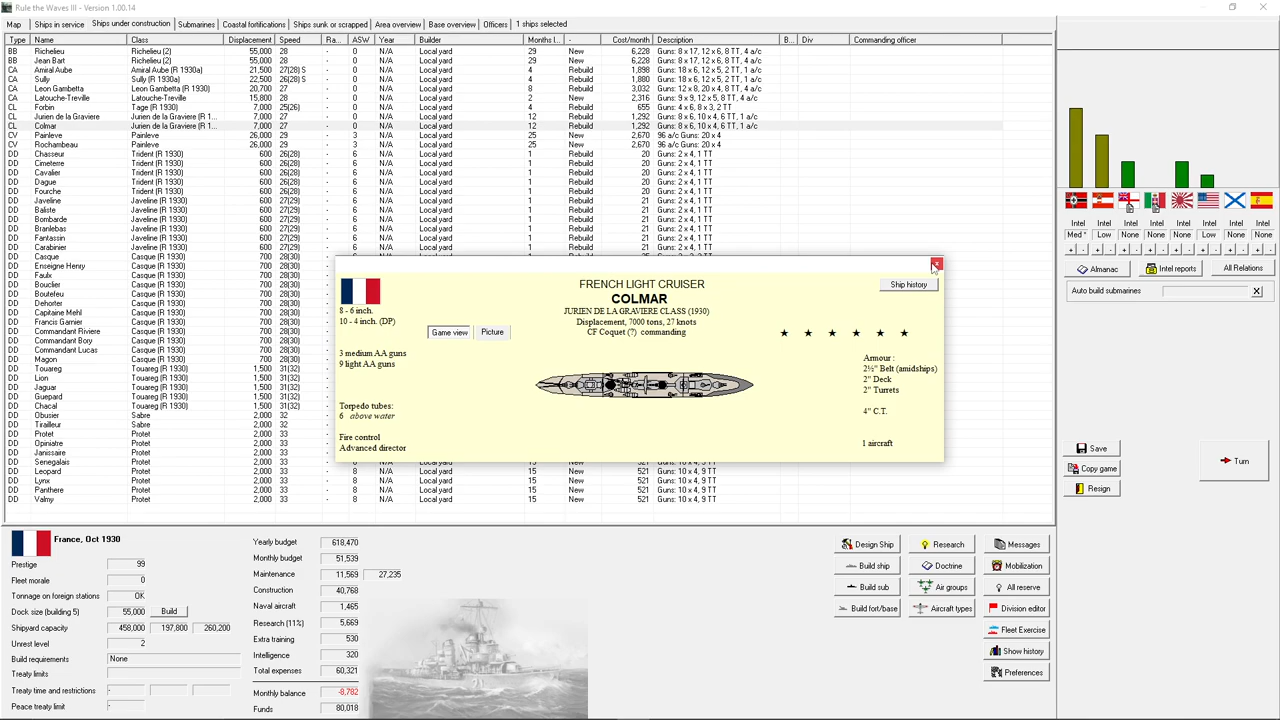 Rule the Waves III - Version 1.00.14
Map Ships in service Ships under construction Submarines Coastal fortifications Ships sunk or scrapped Area overview Base overview Officers 1 ships selected
Type Name Class Displacement Speed Ra... ASW Year Builder Months l... - Cost/month Description B... Div Commanding officer
BB Richelieu Richelieu (2) 55,000 28 - 0 N/A Local yard 29 New 6,228 Guns: 8 x 17, 12 x 6, 8 TT, 4 a/c
BB Jean Bart Richelieu (2) 55,000 28 - 0 N/A Local yard 29 New 6,228 Guns: 8 x 17, 12 x 6, 8 TT, 4 a/c
CA Amiral Aube Amiral Aube (R 1930a) 21,500 27(28) S - 0 N/A Local yard 4 Rebuild 1,898 Guns: 18 x 6, 12 x 5, 2 TT, 1 a/c
CA Sully Sully (R 1930a) 22,500 26(28) S - 0 N/A Local yard 4 Rebuild 1,880 Guns: 18 x 6, 12 x 5, 2 TT, 1 a/c
CA Leon Gambetta Leon Gambetta (R 1930) 20,700 27 - 0 N/A Local yard 8 Rebuild 3,032 Guns: 12 x 8, 20 x 4, 8 TT, 1 a/c
CA Latouche-Treville Latouche-Treville 15,800 28 - 0 N/A Local yard 2 New 2,316 Guns: 9 x 9, 12 x 5, 8 TT, 4 a/c
CL Forbin Tage (R 1930) 7,000 25(26) - 0 N/A Local yard 4 Rebuild 655 Guns: 4 x 6, 8 x 3, 2 TT
CL Jurien de la Graviere Jurien de la Graviere (R 1... 7,000 27 - 0 N/A Local yard 12 Rebuild 1,292 Guns: 8 x 6, 10 x 4, 6 TT, 1 a/c
CL Colmar Jurien de la Graviere (R 1... 7,000 27 - 0 N/A Local yard 12 Rebuild 1,292 Guns: 8 x 6, 10 x 4, 6 TT, 1 a/c
CV Painleve Painleve 26,000 29 - 3 N/A Local yard 25 New 2,670 96 a/c Guns: 20 x 4
CV Rochambeau Painleve 26,000 29 - 3 N/A Local yard 25 New 2,670 96 a/c Guns: 20 x 4
DD Chasseur Trident (R 1930) 600 26(28) - 6 N/A Local yard 1 Rebuild 20 Guns: 2 x 4, 1 TT
DD Cimeterre Trident (R 1930) 600 26(28) - 6 N/A Local yard 1 Rebuild 20 Guns: 2 x 4, 1 TT
DD Cavalier Trident (R 1930) 600 26(28) - 6 N/A Local yard 1 Rebuild 20 Guns: 2 x 4, 1 TT
DD Dague Trident (R 1930) 600 26(28) - 6 N/A Local yard 1 Rebuild 20 Guns: 2 x 4, 1 TT
DD Fourche Trident (R 1930) 600 26(28) - 6 N/A Local yard 1 Rebuild 20 Guns: 2 x 4, 1 TT
DD Javeline Javeline (R 1930) 600 27(29) - 6 N/A Local yard 1 Rebuild 21 Guns: 2 x 4, 1 TT
DD Baliste Javeline (R 1930) 600 27(29) - 6 N/A Local yard 1 Rebuild 21 Guns: 2 x 4, 1 TT
DD Bombarde Javeline (R 1930) 600 27(29) - 6 N/A Local yard 1 Rebuild 21 Guns: 2 x 4, 1 TT
DD Branlebas Javeline (R 1930) 600 27(29) - 6 N/A Local yard 1 Rebuild 21 Guns: 2 x 4, 1 TT
DD Fantassin Javeline (R 1930) 600 27(29) - 6 N/A Local yard 1 Rebuild 21 Guns: 2 x 4, 1 TT
DD Carabinier Javeline (R 1930) 600 27(29) - 6 N/A Local yard 1 Rebuild 21 Guns: 2 x 4, 1 TT
DD Casque Casque (R 1930) 700 28(30)
DD Enseigne Henry Casque (R 1930) 700 28(30)
DD Faulx Casque (R 1930) 700 28(30)
DD Bouclier Casque (R 1930) 700 28(30)
DD Boutefeu Casque (R 1930) 700 28(30)
DD Dehorter Casque (R 1930) 700 28(30)
DD Capitaine Mehl Casque (R 1930) 700 28(30)
DD Francis Garnier Casque (R 1930) 700 28(30)
DD Commandant Riviere Casque (R 1930) 700 28(30)
DD Commandant Bory Casque (R 1930) 700 28(30)
DD Commandant Lucas Casque (R 1930) 700 28(30)
DD Magon Casque (R 1930) 700 28(30)
DD Touareg Touareg (R 1930) 1,500 31(32)
DD Lion Touareg (R 1930) 1,500 31(32)
DD Jaguar Touareg (R 1930) 1,500 31(32)
DD Guepard Touareg (R 1930) 1,500 31(32)
DD Chacal Touareg (R 1930) 1,500 31(32)
DD Obusier Sabre 2,000 32
DD Tirailleur Sabre 2,000 32
DD Protet Protet 2,000 33
DD Opiniatre Protet 2,000 33
DD Janissaire Protet 2,000 33
DD Senegalais Protet 2,000 33 - 8 N/A Local yard 15 New 521 Guns: 10 x 4, 9 TT
DD Leopard Protet 2,000 33 - 8 N/A Local yard 15 New 521 Guns: 10 x 4, 9 TT
DD Lynx Protet 2,000 33 - 8 N/A Local yard 15 New 521 Guns: 10 x 4, 9 TT
DD Panthere Protet 2,000 33 - 8 N/A Local yard 15 New 521 Guns: 10 x 4, 9 TT
DD Valmy Protet 2,000 33 - 8 N/A Local yard 15 New 521 Guns: 10 x 4, 9 TT
FRENCH LIGHT CRUISER
COLMAR
JURIEN DE LA GRAVIERE CLASS (1930)
Displacement, 7000 tons, 27 knots
CF Coquet (7) commanding
Ship history
8 - 6 inch.
10 - 4 inch. (DP)
Game view Picture
3 medium AA guns
9 light AA guns
Torpedo tubes:
6 above water
Fire control
Advanced director
Armour :
2½" Belt (amidships)
2" Deck
2" Turrets
4" C.T.
1 aircraft
Intel Intel Intel Intel Intel Intel Intel Intel
Med * Low None None None Low None None
+ - + - + - + - + - + - + - + -
Almanac Intel reports All Relations
Auto build submarines
Save
Copy game
Resign
Turn
France, Oct 1930
Prestige 99
Fleet morale 0
Tonnage on foreign stations OK
Dock size (building 5) 55,000 Build
Shipyard capacity 458,000 197,800 260,200
Unrest level 2
Build requirements None
Treaty limits
Treaty time and restrictions -
Peace treaty limit -
Yearly budget 618,470
Monthly budget 51,539
Maintenance 11,569 27,235
Construction 40,768
Naval aircraft 1,465
Research (11%) 5,669
Extra training 530
Intelligence 320
Total expenses 60,321
Monthly balance -8,782
Funds 80,018
Design Ship Research Messages
Build ship Doctrine Mobilization
Build sub Air groups All reserve
Build fort/base Aircraft types Division editor
Fleet Exercise
Show history
Preferences